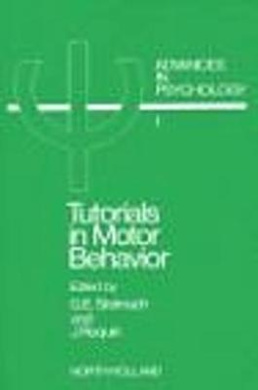 ADVANCES
IN
PSYCHOLOGY
1
Tutorials
in Motor
Behavior
Edited by
G.E. Stelmach
and
J. Requin
NORTH-HOLLAND